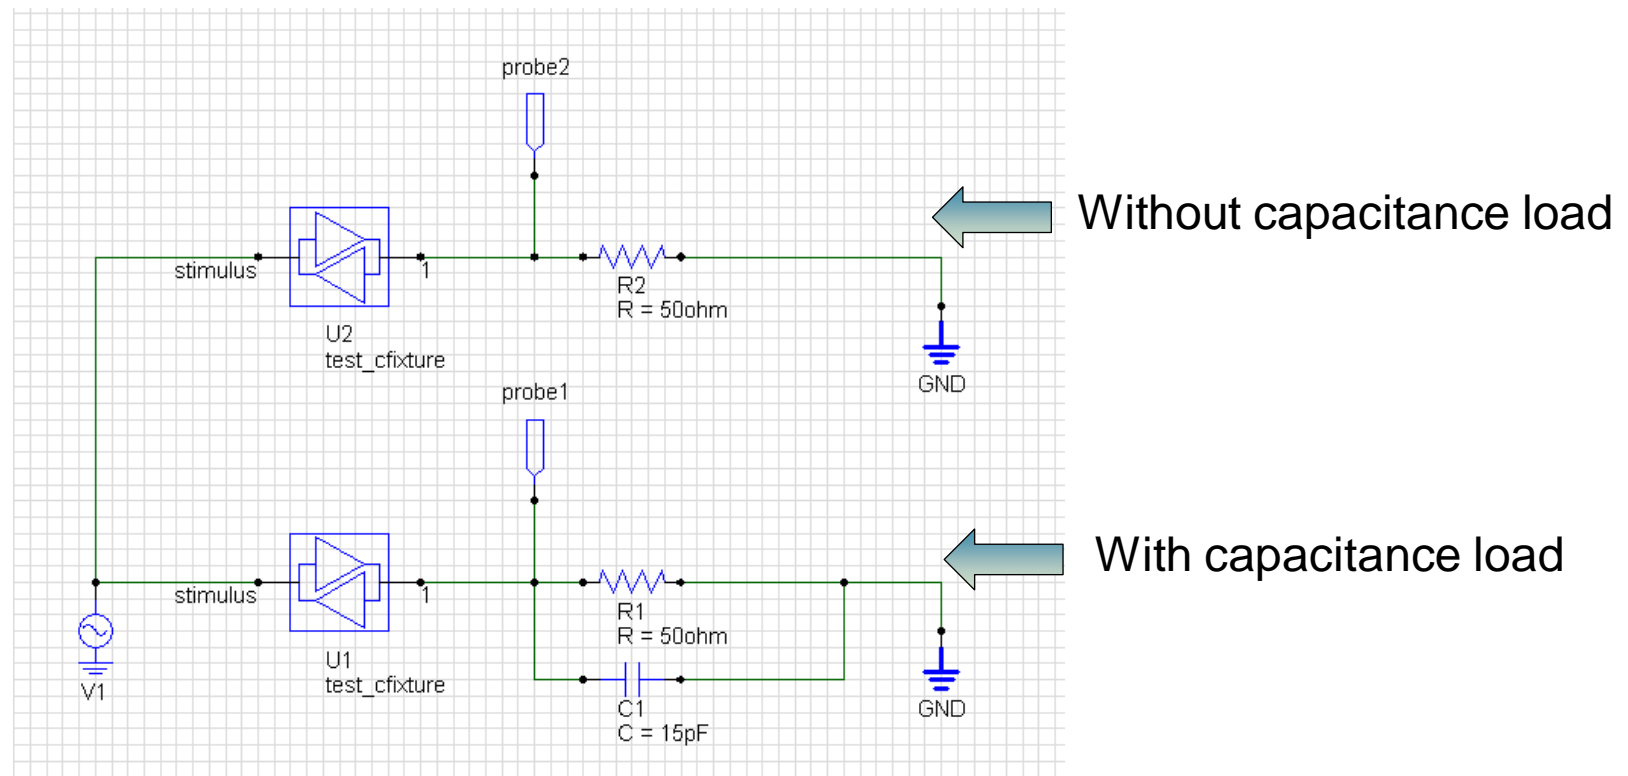 probe2
Without capacitance load
stimulus
1
R2
R = 50ohm
U2
test_cfixture
GND
probe1
With capacitance load
stimulus
1
R1
R = 50ohm
U1
test_cfixture
V1
GND
C1
C = 15pF